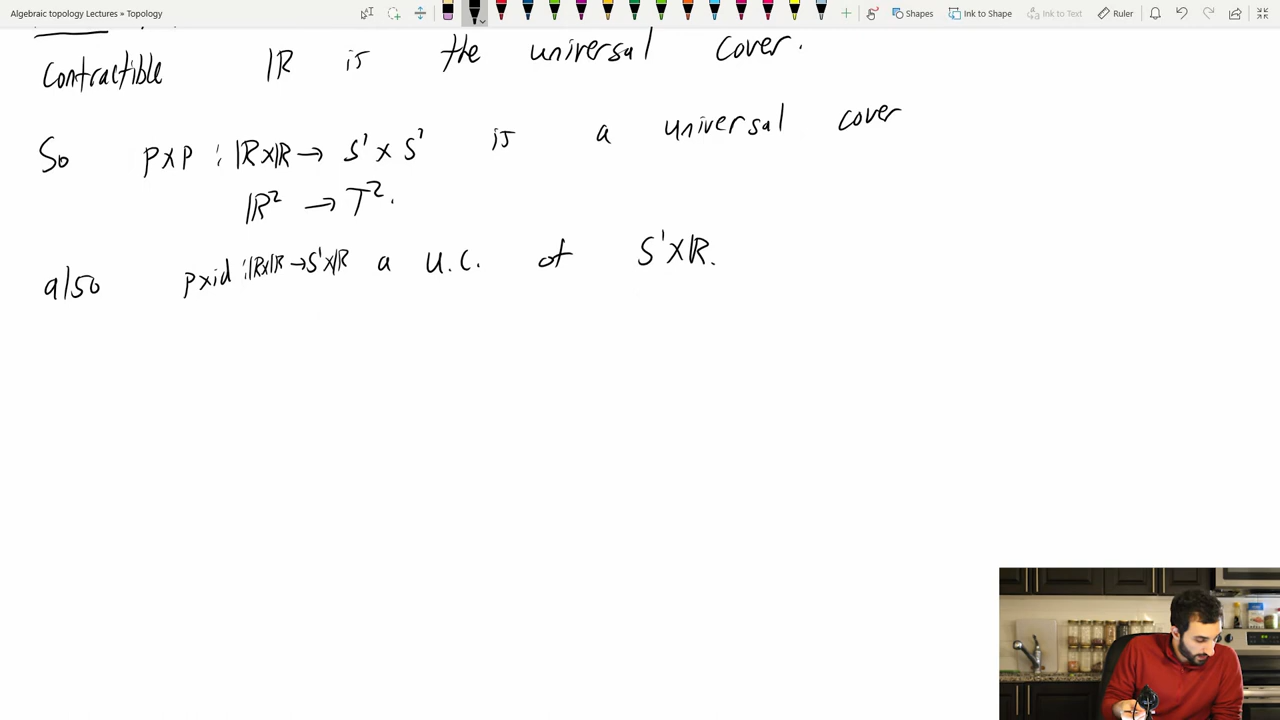 Algebraic topology Lectures » Topology
Shapes Ink to Shape Ink to Text Ruler
Contractible ℝ is the universal cover.
So p×p : ℝ×ℝ → S¹ × S¹ is a universal cover
ℝ² → T².
also p×id : ℝ×ℝ → S¹×ℝ a U.C. of S¹×ℝ.